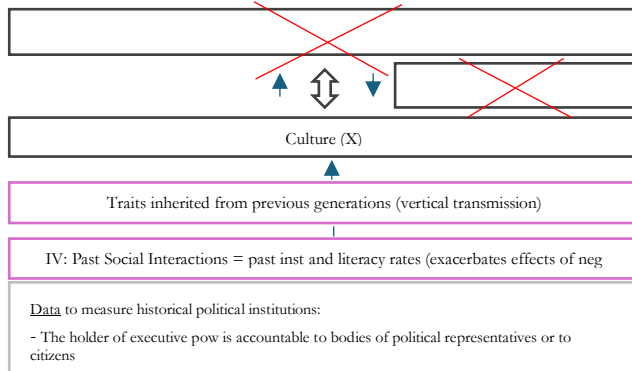 Culture (X)
Traits inherited from previous generations (vertical transmission)
IV: Past Social Interactions = past inst and literacy rates (exacerbates effects of neg
Data to measure historical political institutions:
- The holder of executive pow is accountable to bodies of political representatives or to
citizens